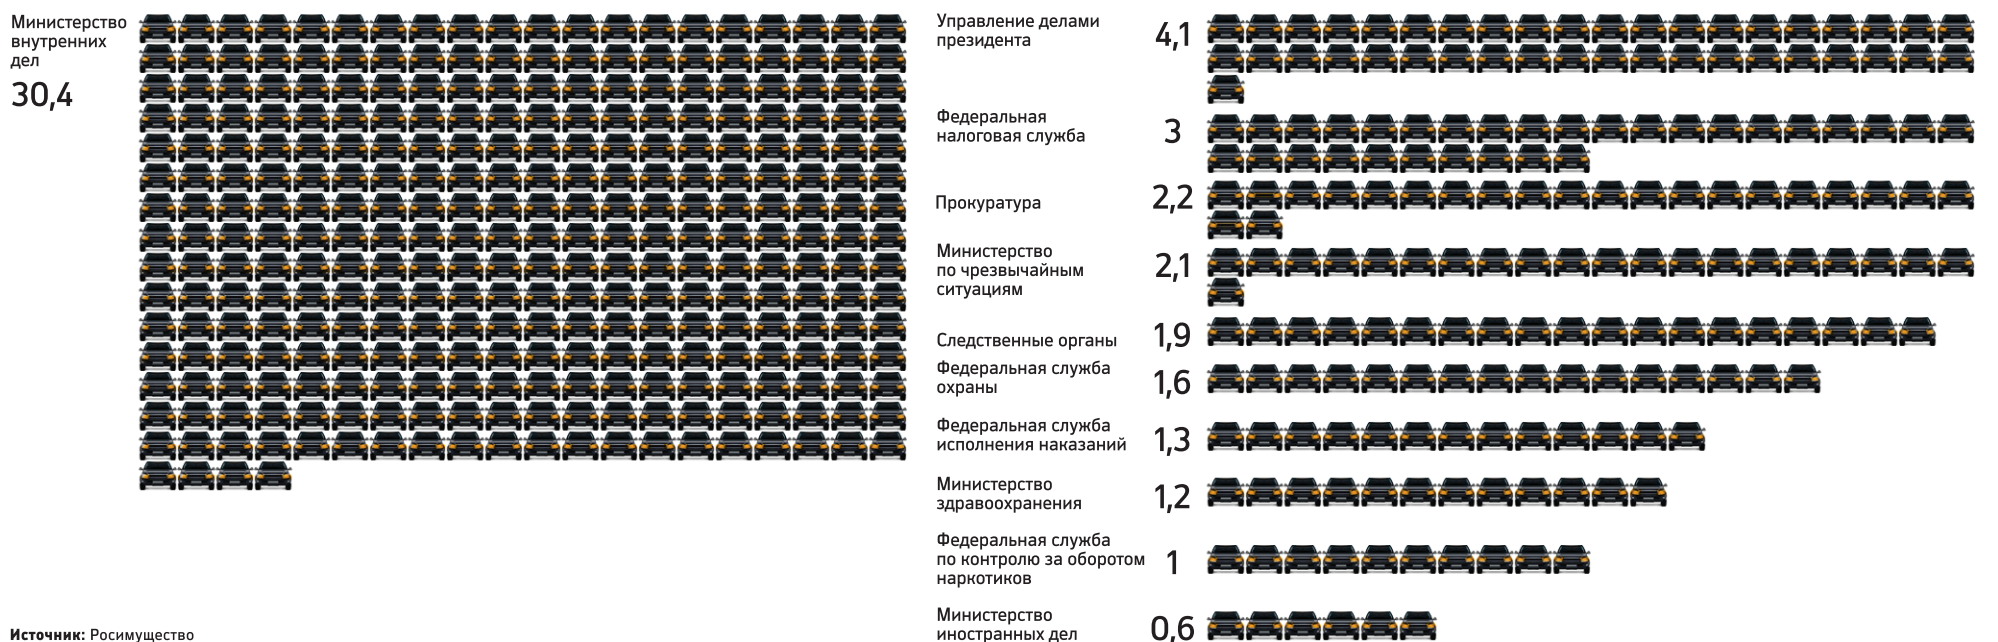 Министерство
внутренних
дел
30,4
Управление делами
президента
4,1
Федеральная
налоговая служба
3
Прокуратура
2,2
Министерство
по чрезвычайным
ситуациям
2,1
Следственные органы
1,9
Федеральная служба
охраны
1,6
Федеральная служба
исполнения наказаний
1,3
Министерство
здравоохранения
1,2
Федеральная служба
по контролю за оборотом
наркотиков
1
Министерство
иностранных дел
0,6
Источник: Росимущество